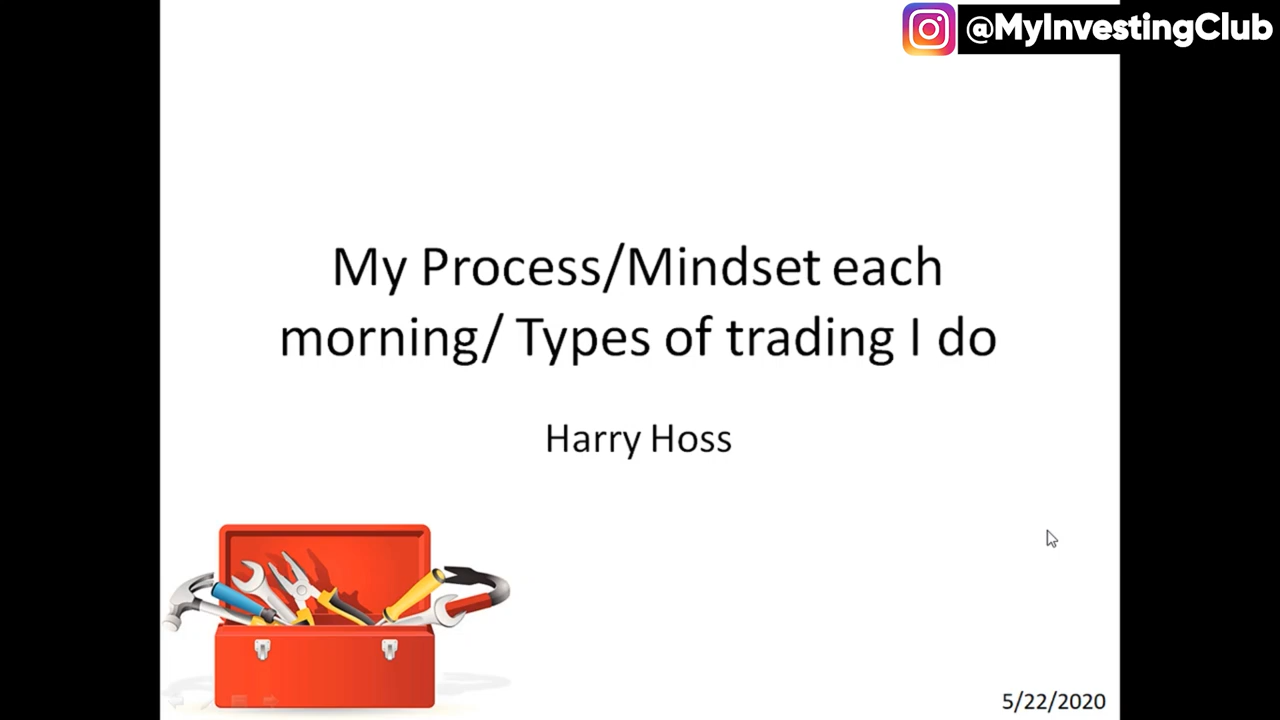 @MyInvestingClub
My Process/Mindset each
morning/ Types of trading I do
Harry Hoss
5/22/2020